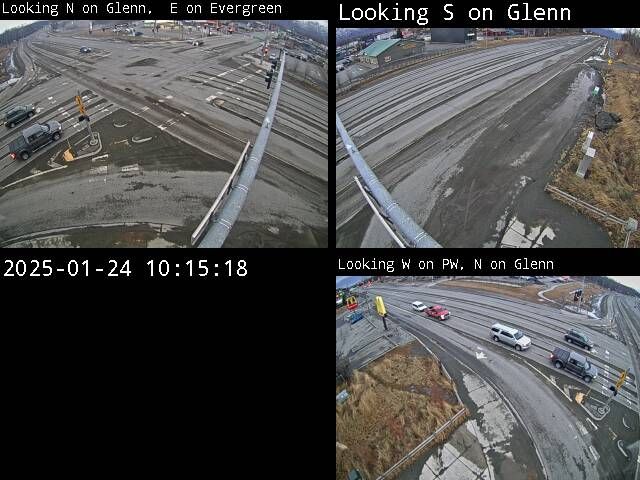 Looking N on Glenn,  E on Evergreen
Looking S on Glenn
2025-01-24 10:15:18
Looking W on PW, N on Glenn